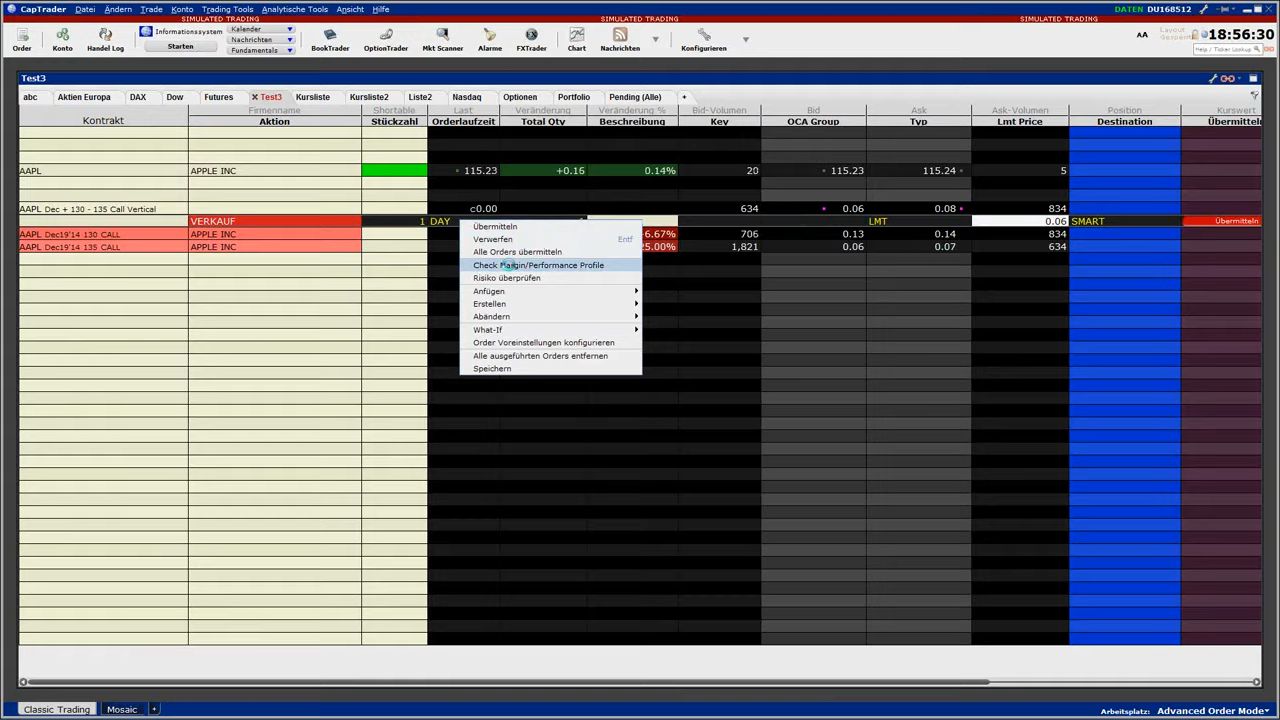 CapTrader Datei Ändern Trade Konto Trading Tools Analytische Tools Ansicht Hilfe DATEN DU168512
SIMULATED TRADING SIMULATED TRADING SIMULATED TRADING
Order Konto Handel Log Informationssystem Starten Kalender Nachrichten Fundamentals BookTrader OptionTrader Mkt Scanner Alarme FXTrader Chart Nachrichten Konfigurieren AA Layout Gesperrt 18:56:30
Help / Ticker Lookup
Test3
abc Aktien Europa DAX Dow Futures Test3 Kursliste Kursliste2 Liste2 Nasdaq Optionen Portfolio Pending (Alle) +
Firmenname Shortable Last Veränderung Veränderung % Bid-Volumen Bid Ask Ask-Volumen Position Kurswert
Kontrakt Aktion Stückzahl Orderlaufzeit Total Qty Beschreibung Key OCA Group Typ Lmt Price Destination Übermitteln
AAPL APPLE INC 115.23 +0.16 0.14% 20 115.23 115.24 5
AAPL Dec + 130 - 135 Call Vertical c0.00 634 0.06 0.08 834
VERKAUF 1 DAY LMT 0.06 SMART Übermitteln
AAPL Dec19'14 130 CALL APPLE INC 6.67% 706 0.13 0.14 834
AAPL Dec19'14 135 CALL APPLE INC 5.00% 1,821 0.06 0.07 634
Übermitteln
Verwerfen Entf
Alle Orders übermitteln
Check Margin/Performance Profile
Risiko überprüfen
Anfügen
Erstellen
Abändern
What-If
Order Voreinstellungen konfigurieren
Alle ausgeführten Orders entfernen
Speichern
Classic Trading Mosaic + Arbeitsplatz: Advanced Order Mode